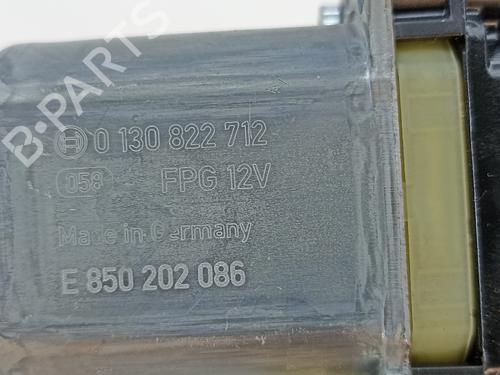 B-PARTS
0 130 822 712
058 FPG 12V
Made in Germany
E 850 202 086